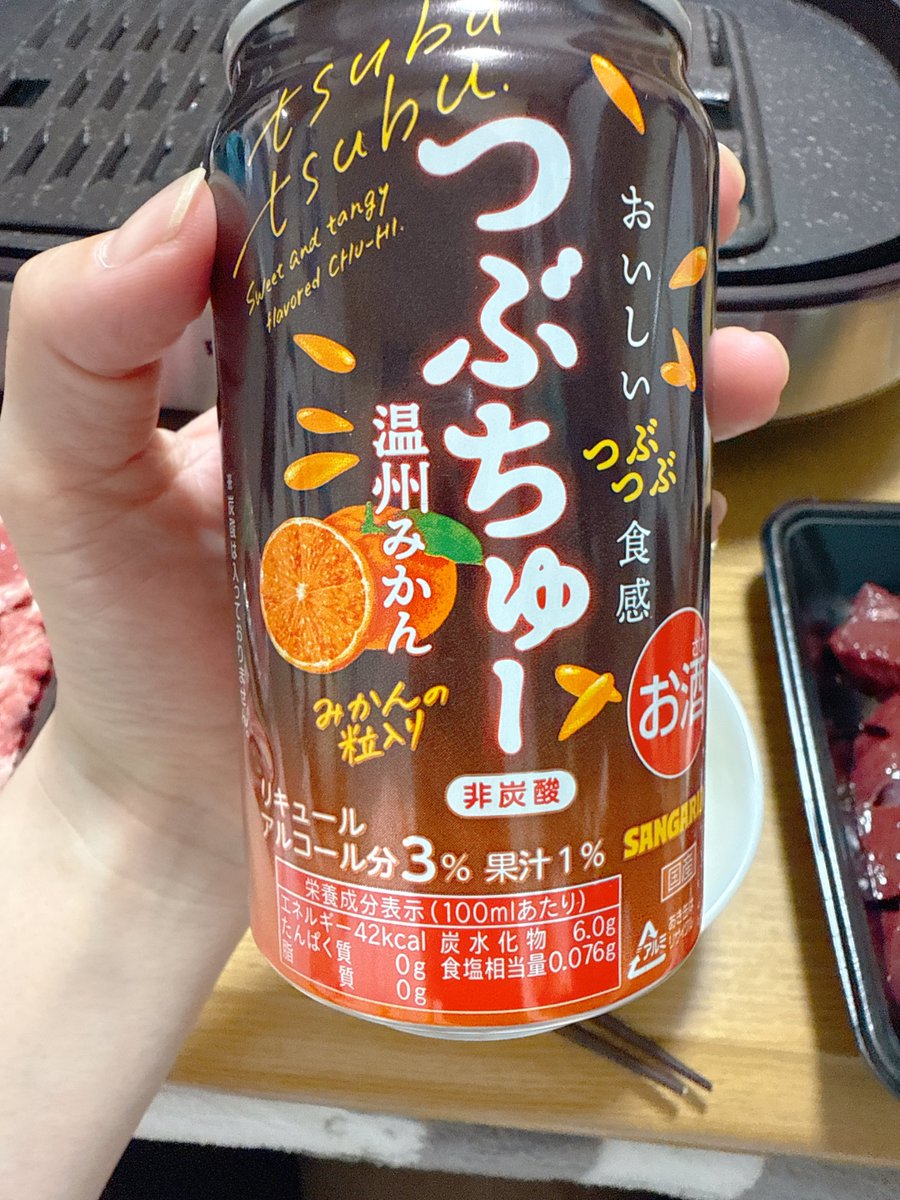 tsubu
tsubu.
Sweet and tangy
flavored CHU-HI.
つぶちゅー
温州みかん
みかんの
粒入り
おいしい
つぶ
つぶ
食感
お酒
非炭酸
リキュール
アルコール分3% 果汁1%
SANGARIA
国産
栄養成分表示(100mlあたり)
エネルギー42kcal
たんぱく質 0g
脂質 0g
炭水化物 6.0g
食塩相当量0.076g
アルミ